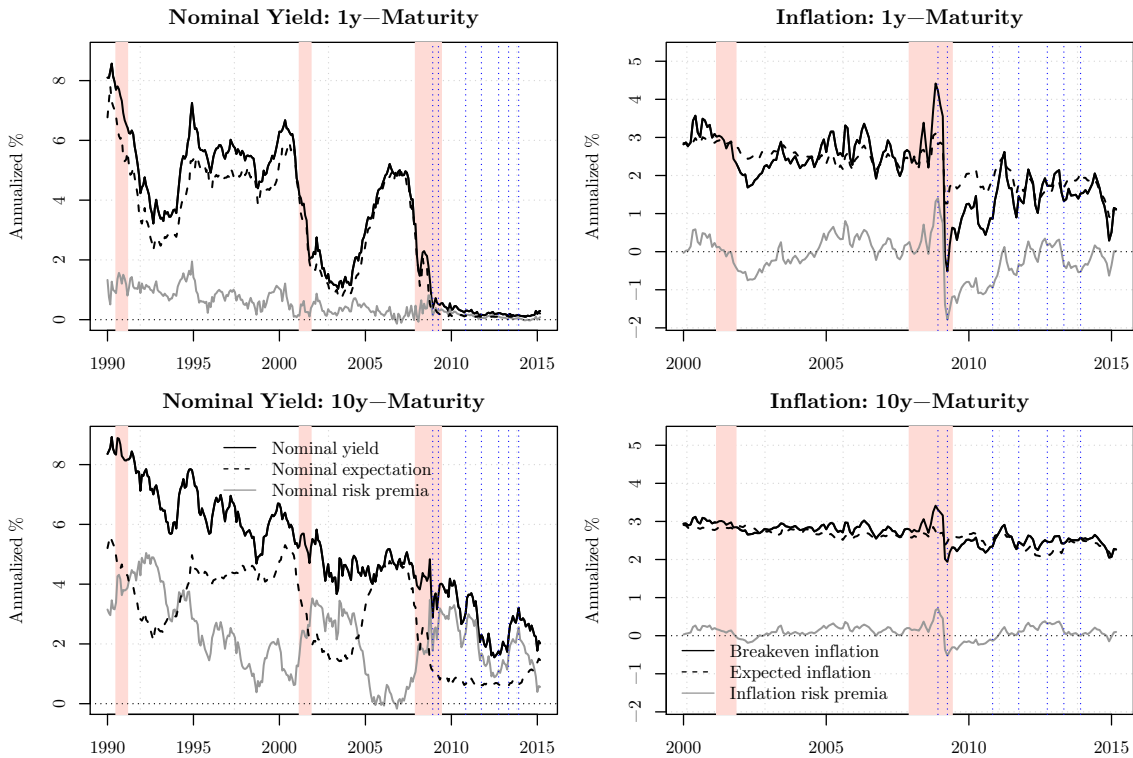 Nominal Yield: 1y−Maturity
Annualized %
8
6
4
2
0
1990 1995 2000 2005 2010 2015
Inflation: 1y−Maturity
Annualized %
5
4
3
2
1
0
−1
−2
2000 2005 2010 2015
Nominal Yield: 10y−Maturity
Annualized %
8
6
4
2
0
Nominal yield
Nominal expectation
Nominal risk premia
1990 1995 2000 2005 2010 2015
Inflation: 10y−Maturity
Annualized %
5
4
3
2
1
0
−1
−2
Breakeven inflation
Expected inflation
Inflation risk premia
2000 2005 2010 2015